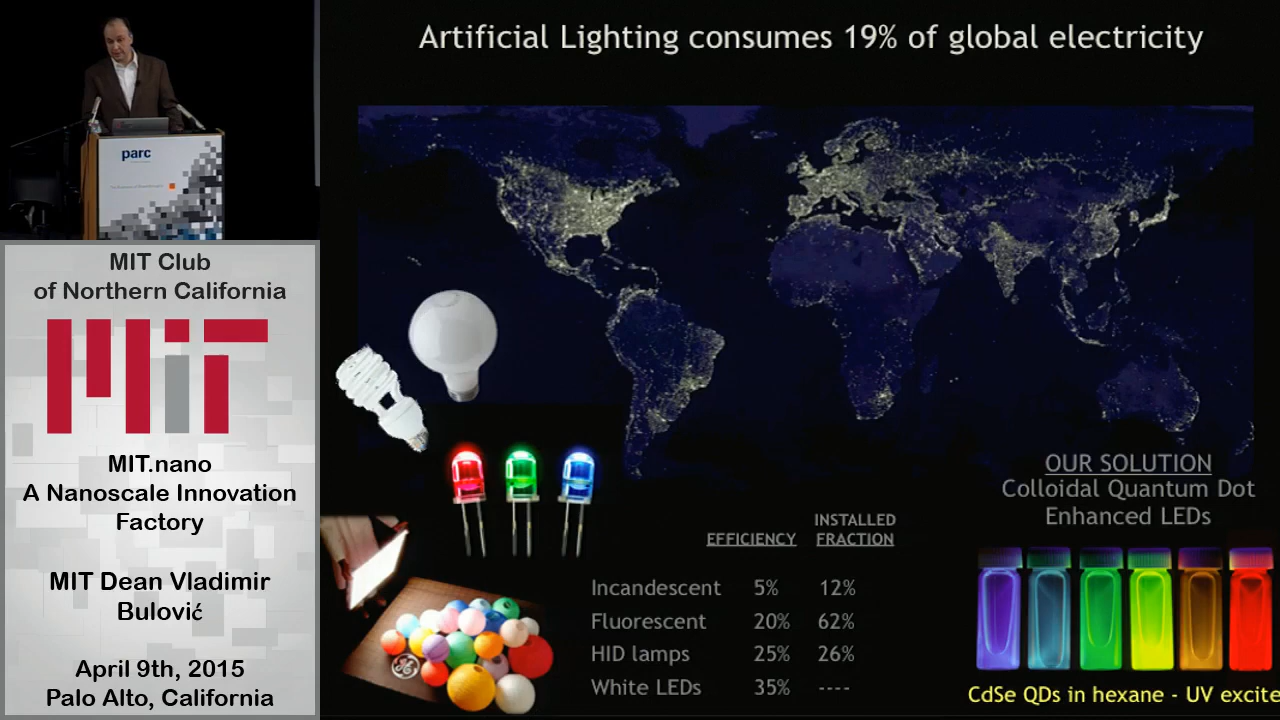 parc
MIT Club
of Northern California
MIT
MIT.nano
A Nanoscale Innovation
Factory
MIT Dean Vladimir
Bulović
April 9th, 2015
Palo Alto, California
Artificial Lighting consumes 19% of global electricity
OUR SOLUTION
Colloidal Quantum Dot
Enhanced LEDs
EFFICIENCY INSTALLED FRACTION
Incandescent 5% 12%
Fluorescent 20% 62%
HID lamps 25% 26%
White LEDs 35% ----
CdSe QDs in hexane - UV excite